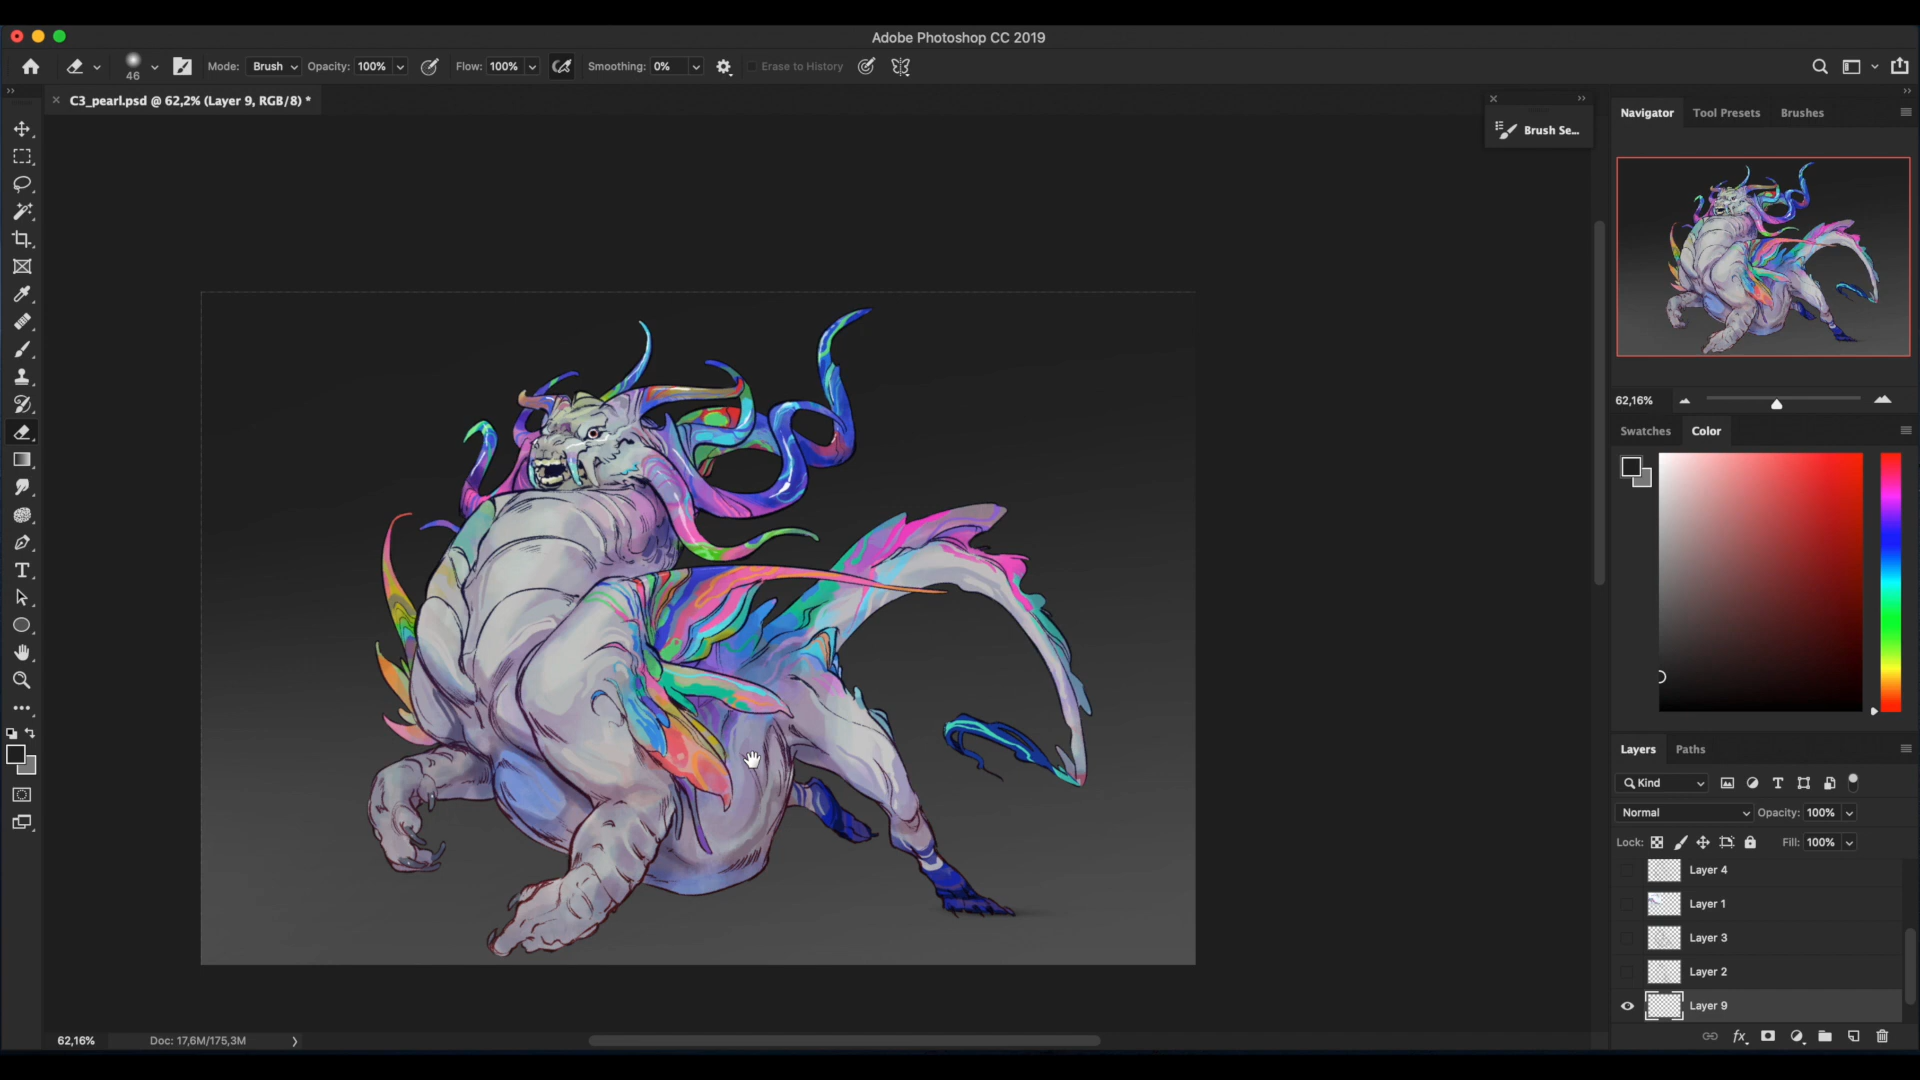 Adobe Photoshop CC 2019
46
Mode: Brush Opacity: 100% Flow: 100% Smoothing: 0% Erase to History
C3_pearl.psd @ 62,2% (Layer 9, RGB/8) *
Brush Se...
Navigator Tool Presets Brushes
62,16%
Swatches Color
Layers Paths
Kind
Normal Opacity: 100%
Lock: Fill: 100%
Layer 4
Layer 1
Layer 3
Layer 2
Layer 9
fx
62,16% Doc: 17,6M/175,3M